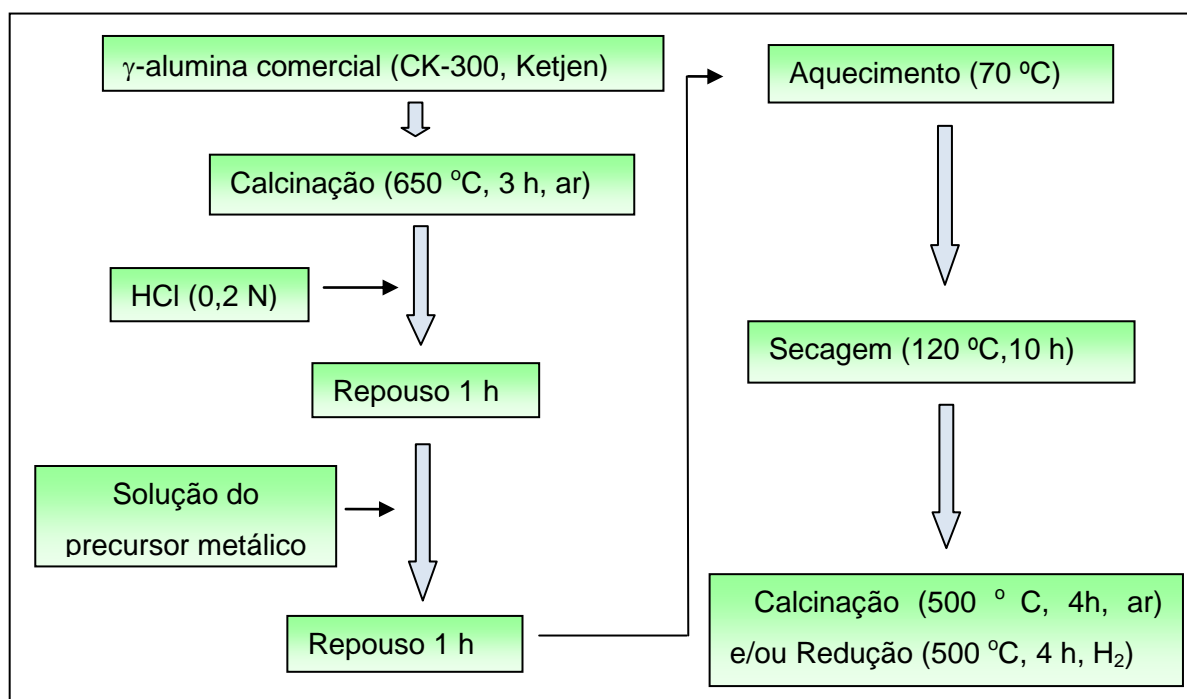 γ-alumina comercial (CK-300, Ketjen)
Calcinação (650 °C, 3 h, ar)
HCl (0,2 N)
Repouso 1 h
Solução do
precursor metálico
Repouso 1 h
Aquecimento (70 ºC)
Secagem (120 ºC,10 h)
Calcinação (500 ° C, 4h, ar)
e/ou Redução (500 °C, 4 h, H₂)